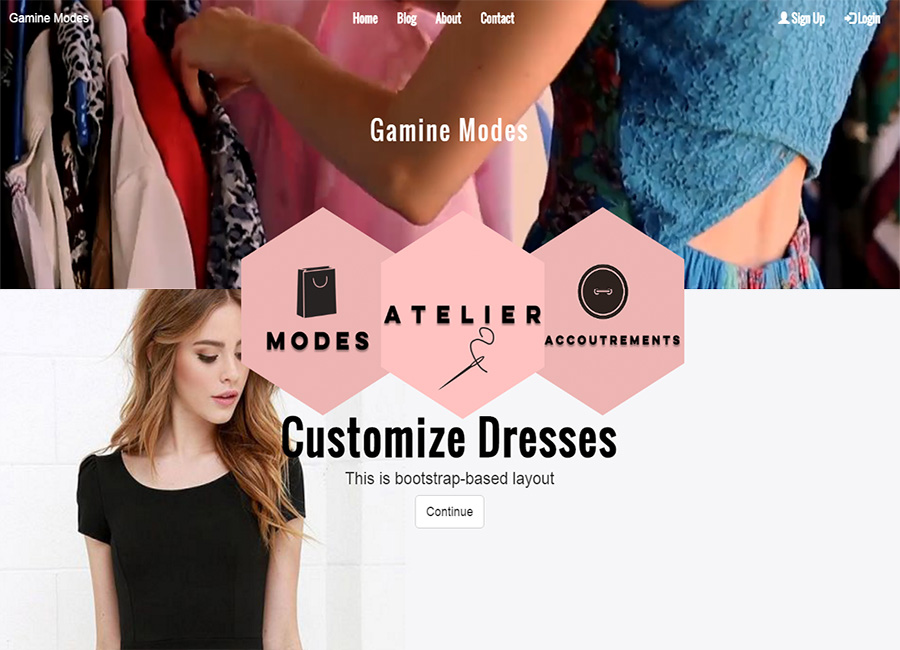 Gamine Modes Home Blog About Contact Sign Up Login
Gamine Modes
MODES
ATELIER
ACCOUTREMENTS
Customize Dresses
This is bootstrap-based layout
Continue